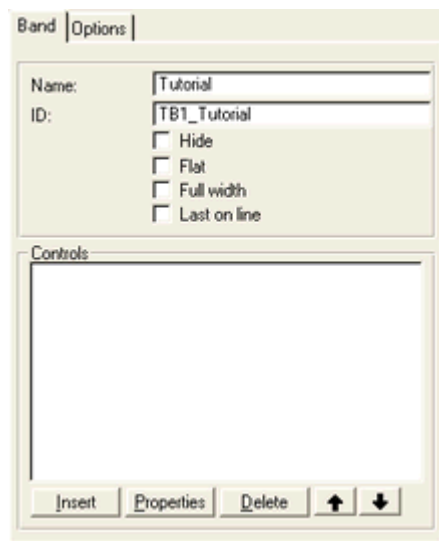 Band Options
Name: Tutorial
ID: TB1_Tutorial
Hide
Flat
Full width
Last on line
Controls
Insert Properties Delete